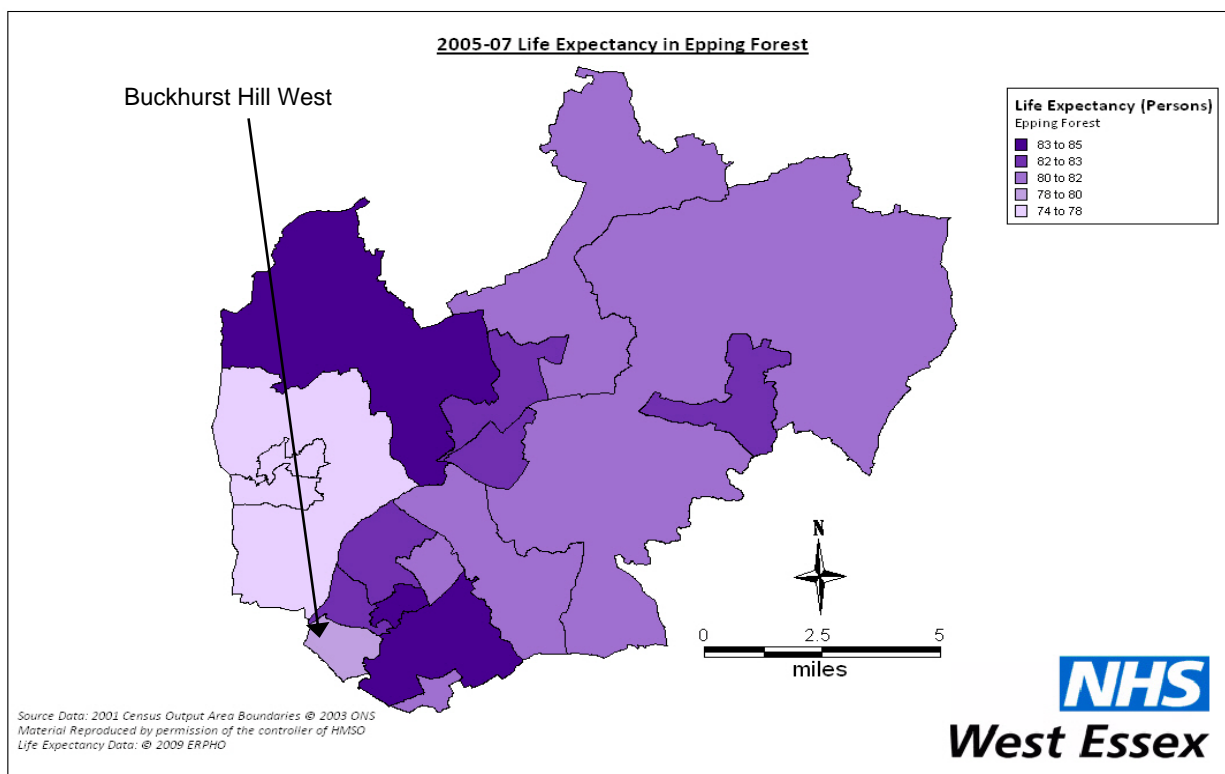 2005-07 Life Expectancy in Epping Forest
Buckhurst Hill West
Life Expectancy (Persons)
Epping Forest
83 to 85
82 to 83
80 to 82
78 to 80
74 to 78
N
0 2.5 5
miles
Source Data: 2001 Census Output Area Boundaries © 2003 ONS
Material Reproduced by permission of the controller of HMSO
Life Expectancy Data: © 2009 ERPHO
NHS
West Essex